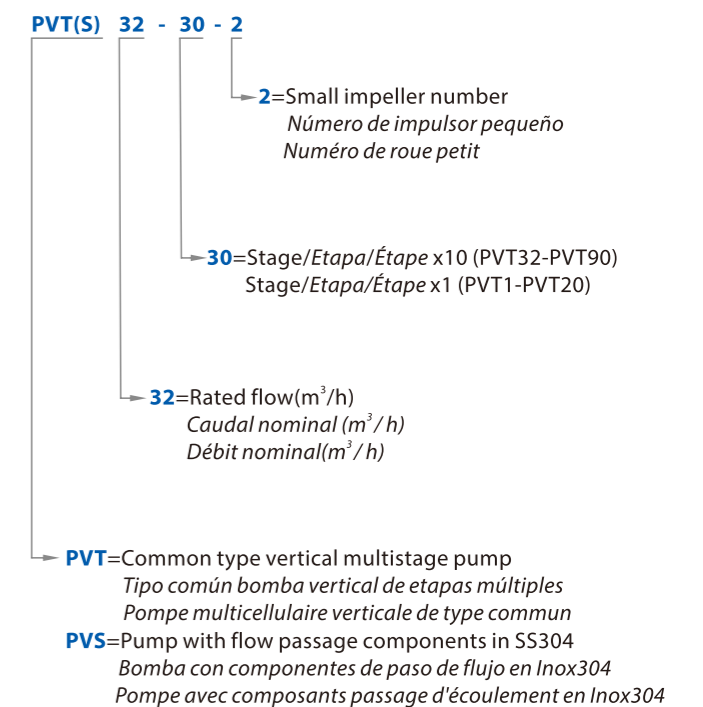 PVT(S) 32 - 30 - 2
2=Small impeller number
Número de impulsor pequeño
Numéro de roue petit
30=Stage/Etapa/Étape x10 (PVT32-PVT90)
Stage/Etapa/Étape x1 (PVT1-PVT20)
32=Rated flow(m³/h)
Caudal nominal (m³/h)
Débit nominal(m³/h)
PVT=Common type vertical multistage pump
Tipo común bomba vertical de etapas múltiples
Pompe multicellulaire verticale de type commun
PVS=Pump with flow passage components in SS304
Bomba con componentes de paso de flujo en Inox304
Pompe avec composants passage d'écoulement en Inox304